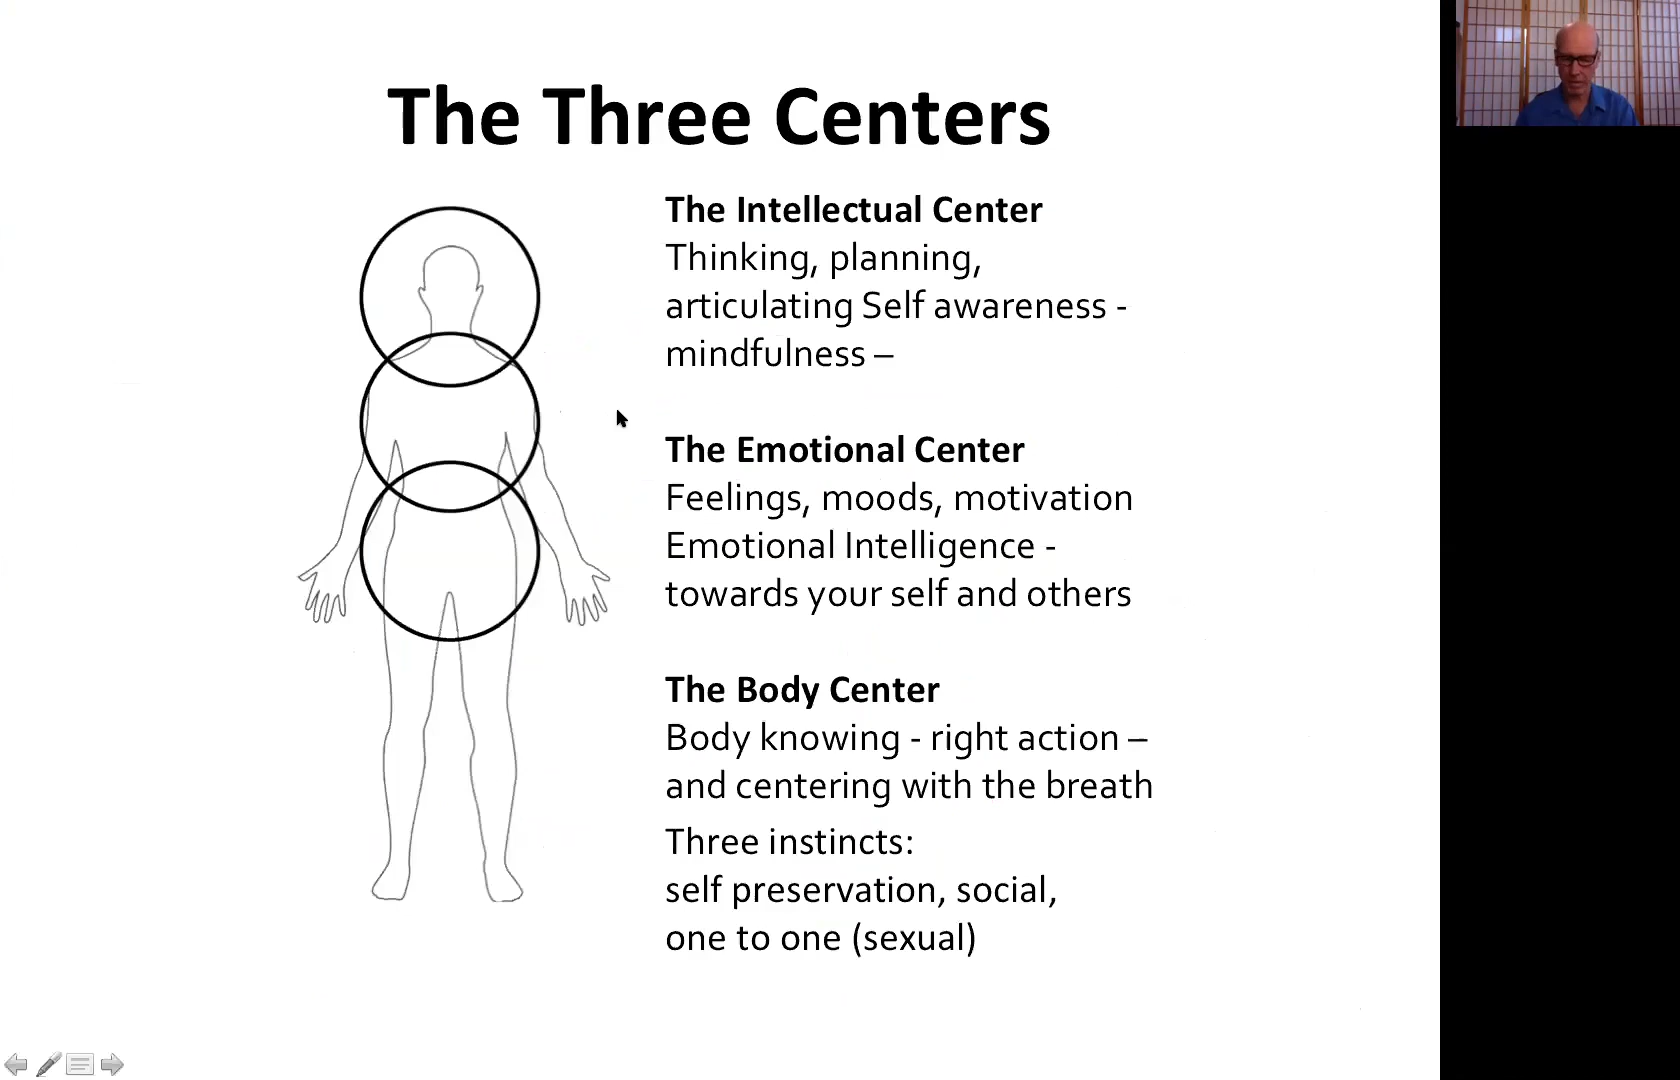 The Three Centers
The Intellectual Center
Thinking, planning,
articulating Self awareness -
mindfulness –
The Emotional Center
Feelings, moods, motivation
Emotional Intelligence -
towards your self and others
The Body Center
Body knowing - right action –
and centering with the breath
Three instincts:
self preservation, social,
one to one (sexual)